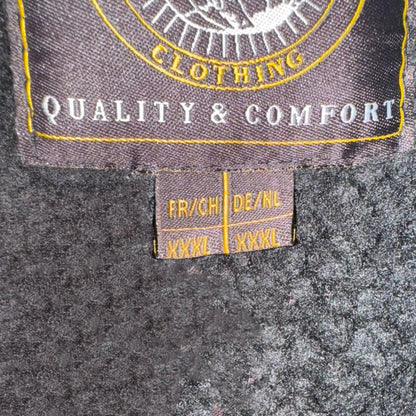 CLOTHING
QUALITY & COMFORT
FR/CH DE/NL
XXXL XXXL